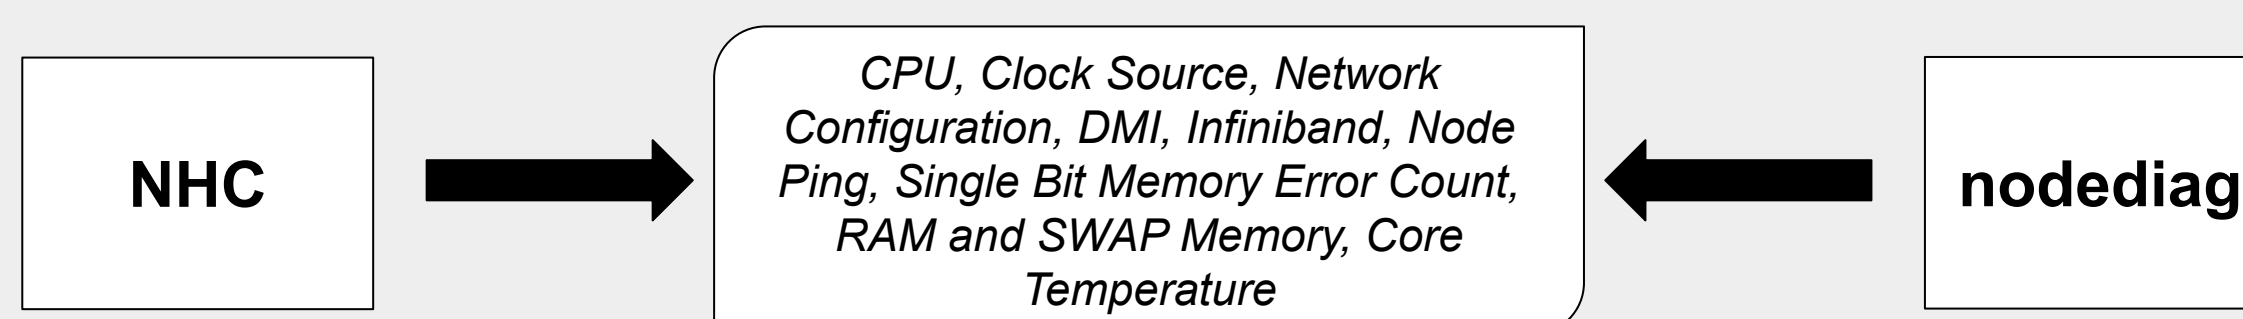 NHC
CPU, Clock Source, Network
Configuration, DMI, Infiniband, Node
Ping, Single Bit Memory Error Count,
RAM and SWAP Memory, Core
Temperature
nodediag